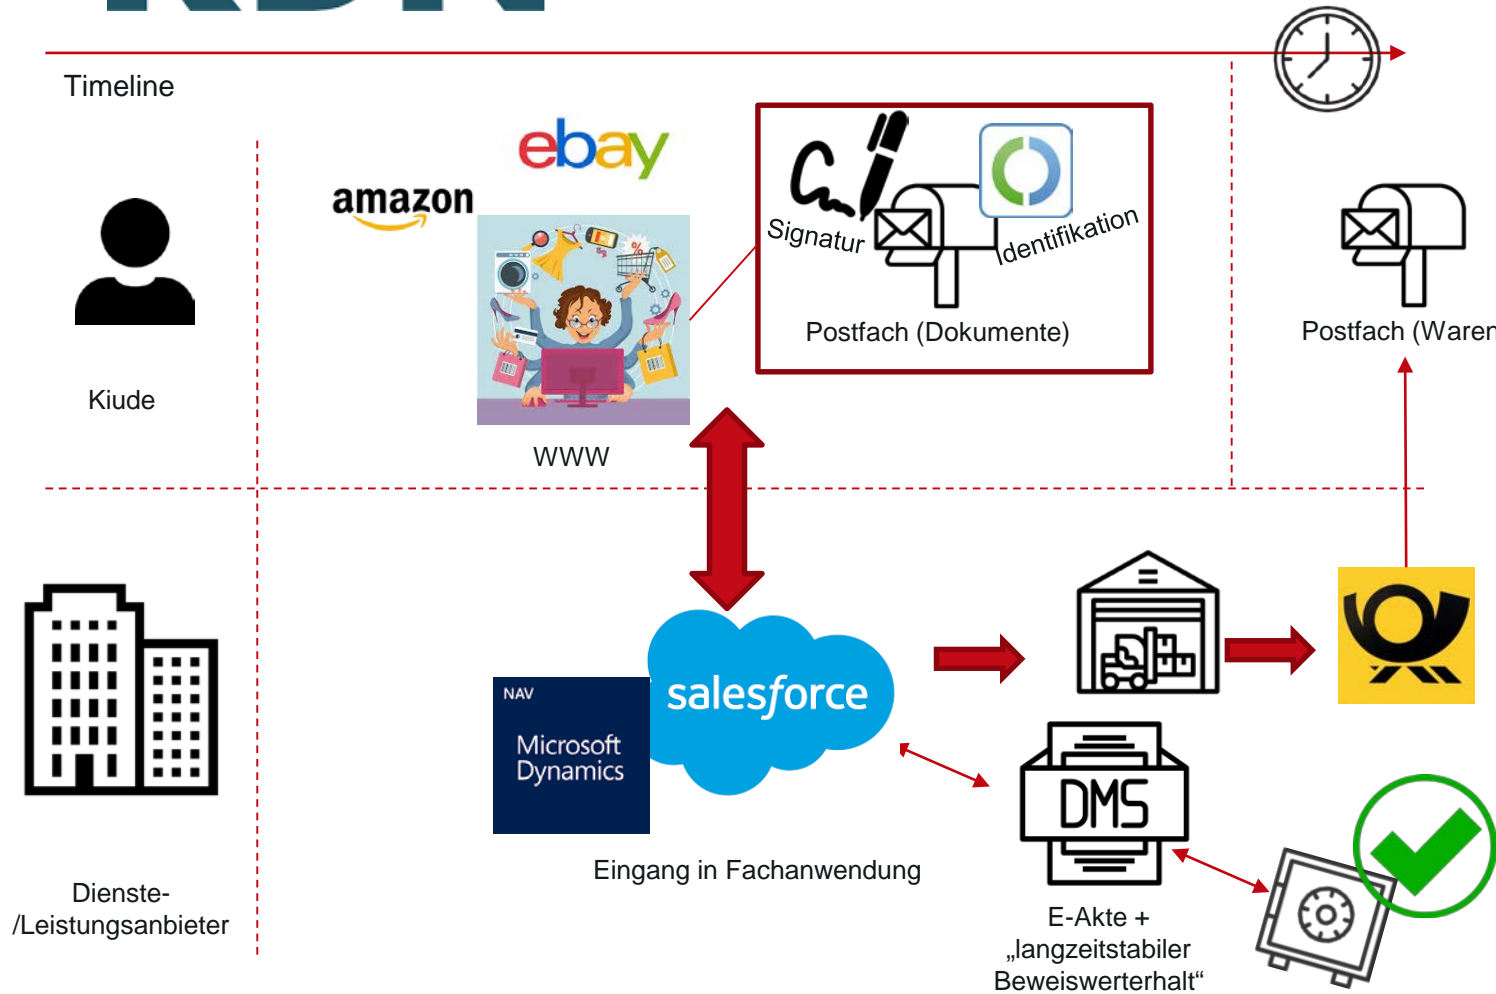 Timeline
ebay
amazon
Signatur
Identifikation
Postfach (Dokumente)
Postfach (Waren
Kiude
WWW
%
NAV
Microsoft
Dynamics
salesforce
DMS
Eingang in Fachanwendung
Dienste-
/Leistungsanbieter
E-Akte +
„langzeitstabiler
Beweiswerterhalt“